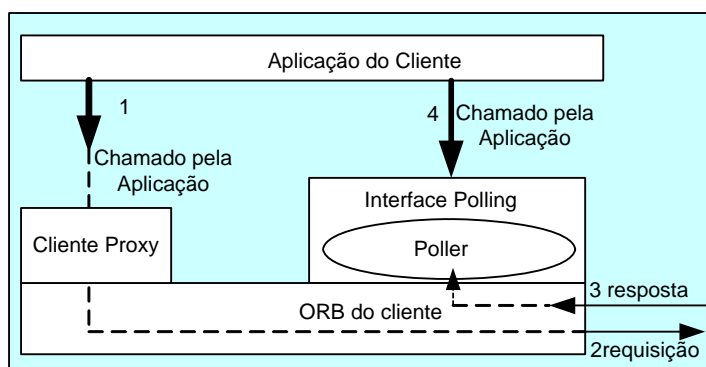 Aplicação do Cliente
1
4
Chamado pela
Aplicação
Chamado pela
Aplicação
Interface Polling
Cliente Proxy
Poller
3 resposta
ORB do cliente
2requisição